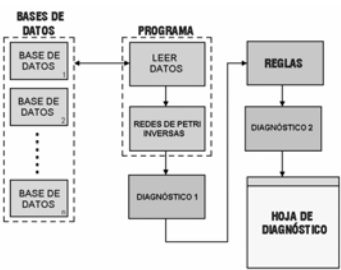 BASES DE
DATOS
BASE DE
DATOS
1
BASE DE
DATOS
2
BASE DE
DATOS
n
PROGRAMA
LEER
DATOS
REDES DE PETRI
INVERSAS
DIAGNÓSTICO 1
REGLAS
DIAGNÓSTICO 2
HOJA DE
DIAGNÓSTICO